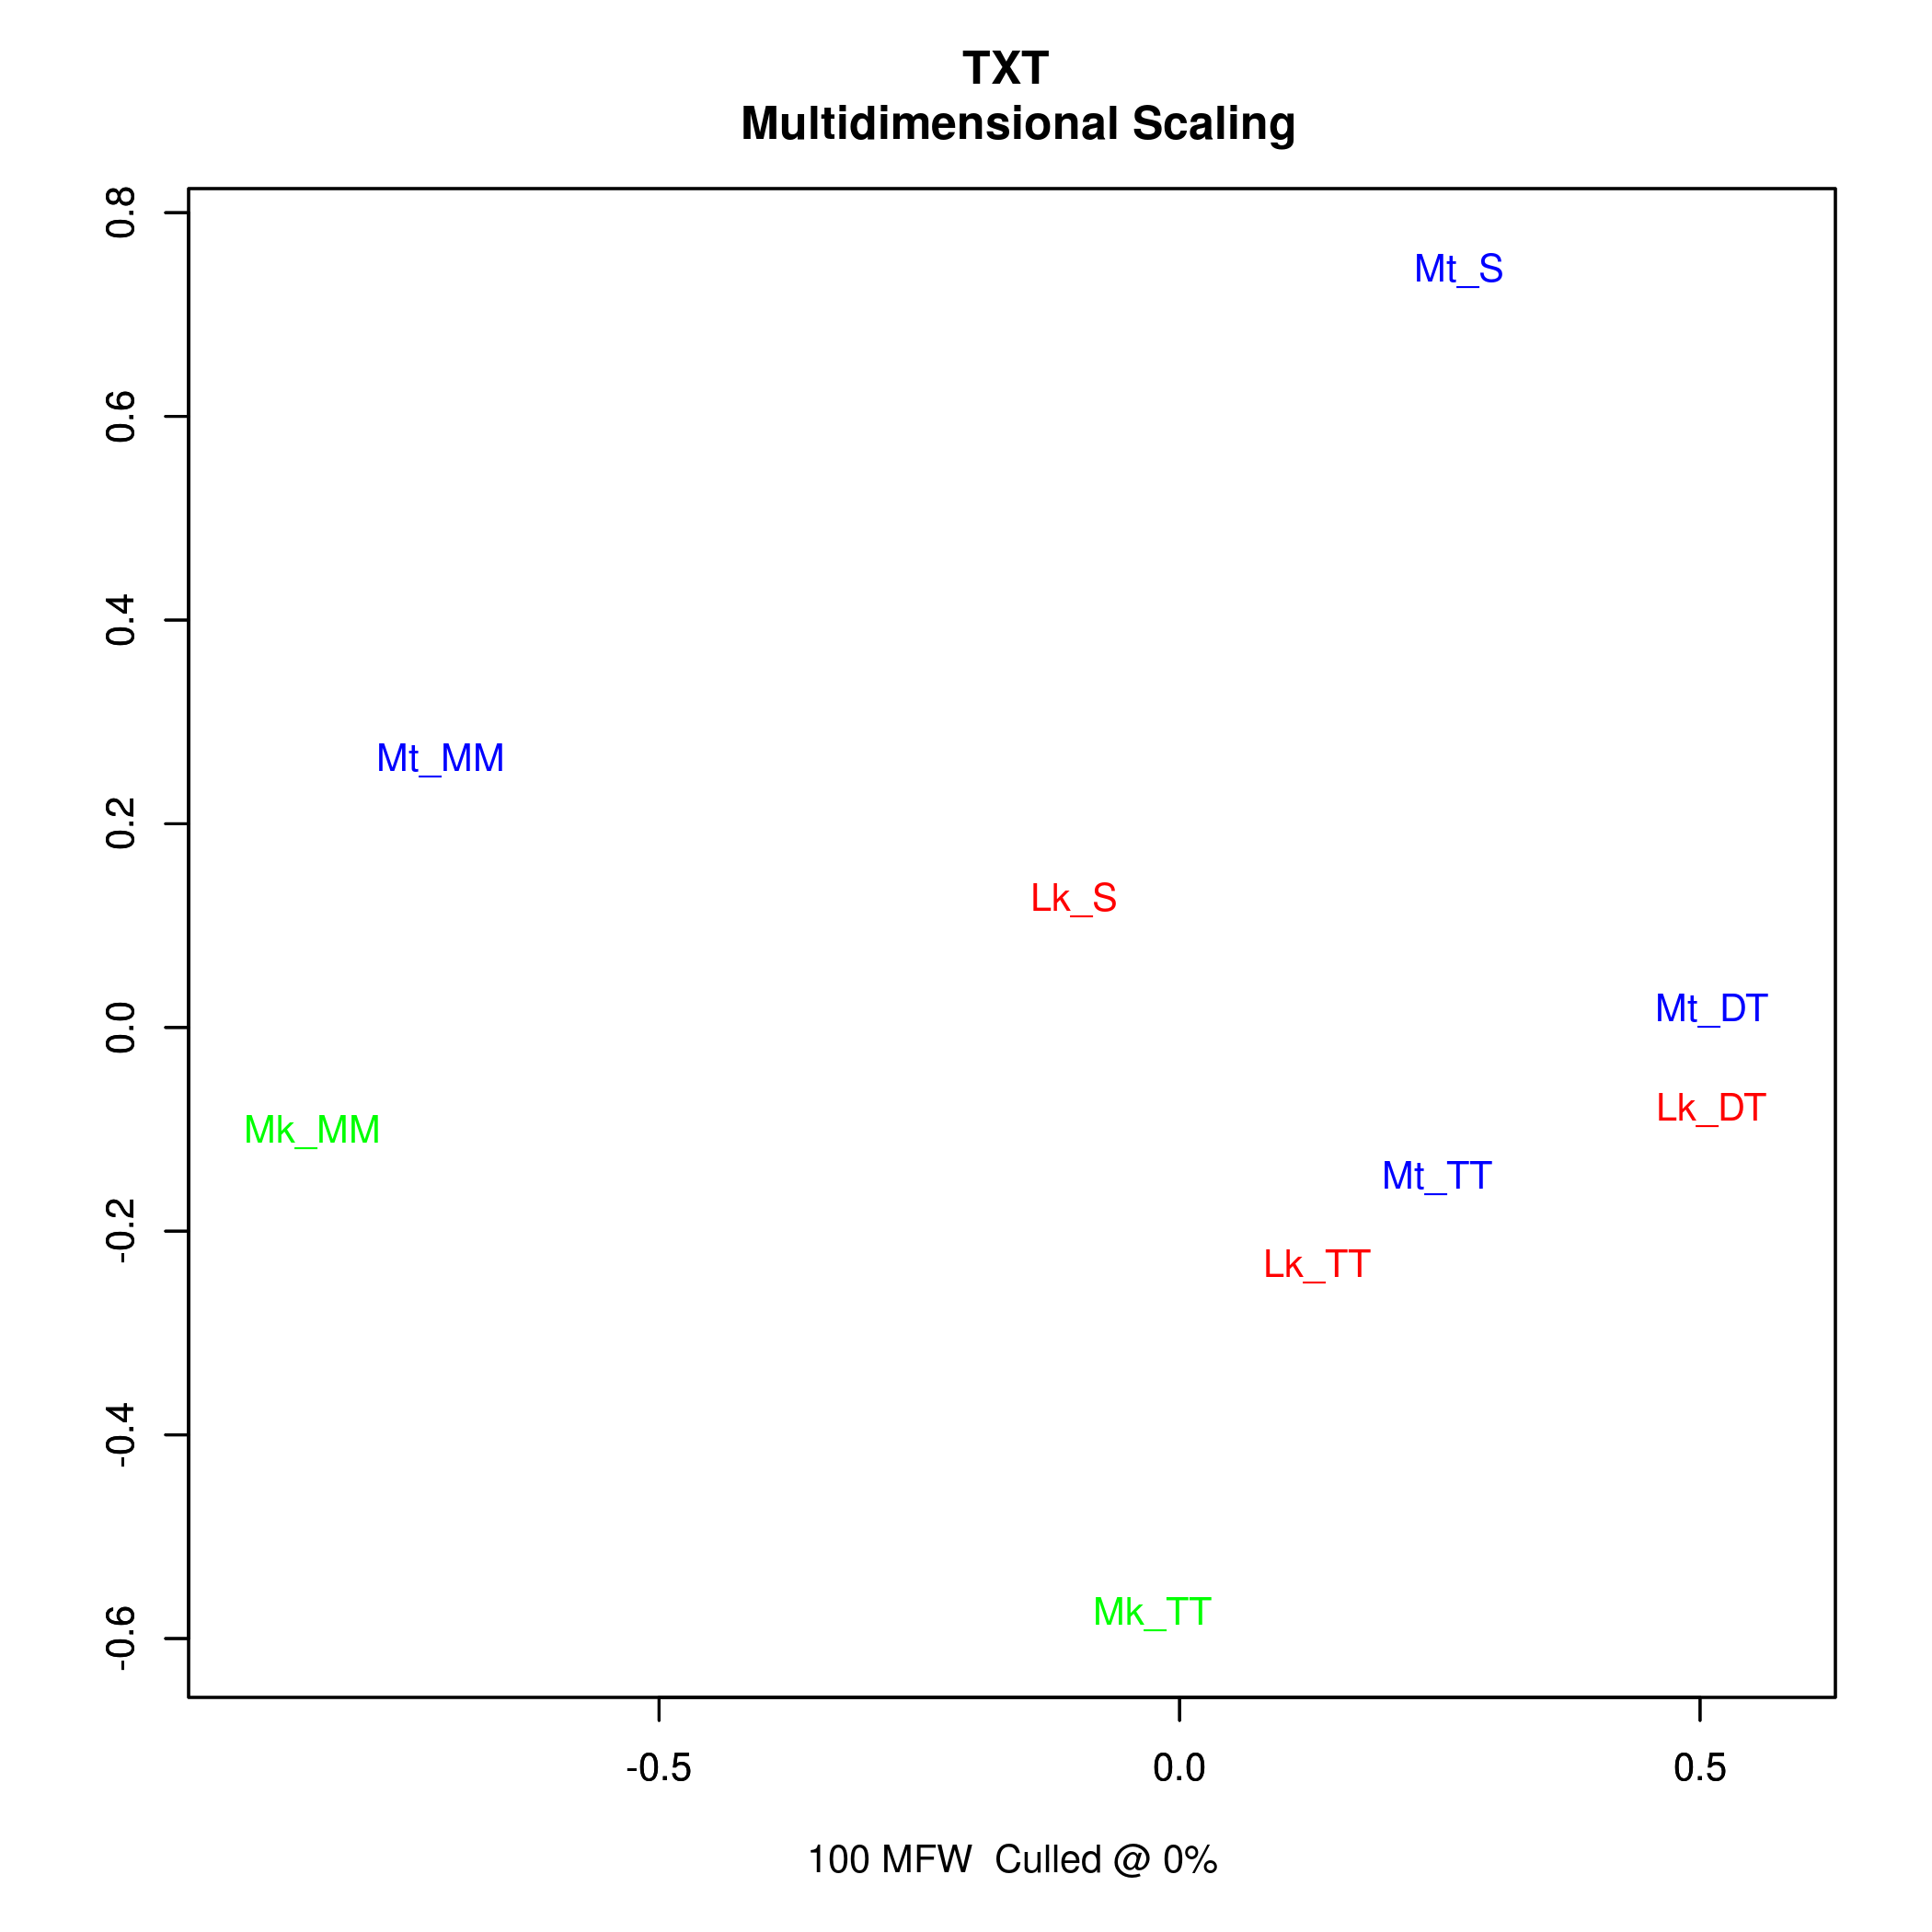 TXT
Multidimensional Scaling
0.8
Mt_S
0.6
0.4
Mt_MM
0.2
Lk_S
0.0
Mt_DT
Lk_DT
Mk_MM
Mt_TT
-0.2
Lk_TT
-0.4
Mk_TT
-0.6
-0.5 0.0 0.5
100 MFW  Culled @ 0%